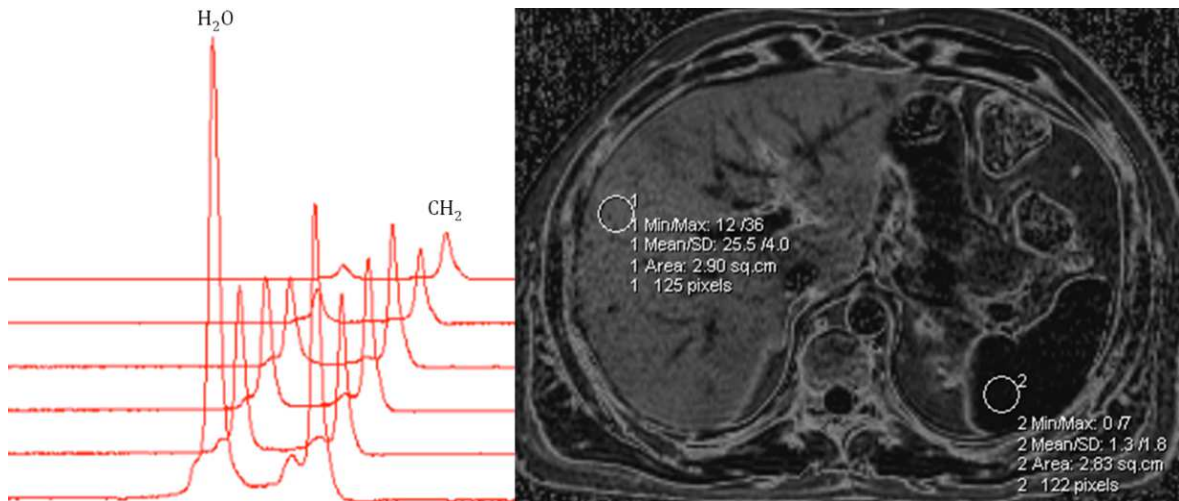 H₂O
CH₂
1
1 Min/Max: 12 /36
1 Mean/SD: 25.5 /4.0
1 Area: 2.90 sq.cm
1 125 pixels
2
2 Min/Max: 0 /7
2 Mean/SD: 1.3 /1.8
2 Area: 2.83 sq.cm
2 122 pixels